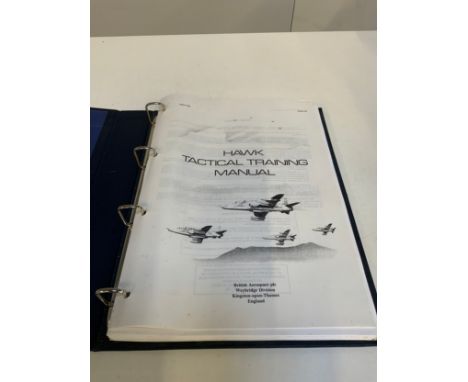 HAWK
TACTICAL TRAINING
MANUAL
British Aerospace plc
Weybridge Division
Kingston-upon-Thames
England